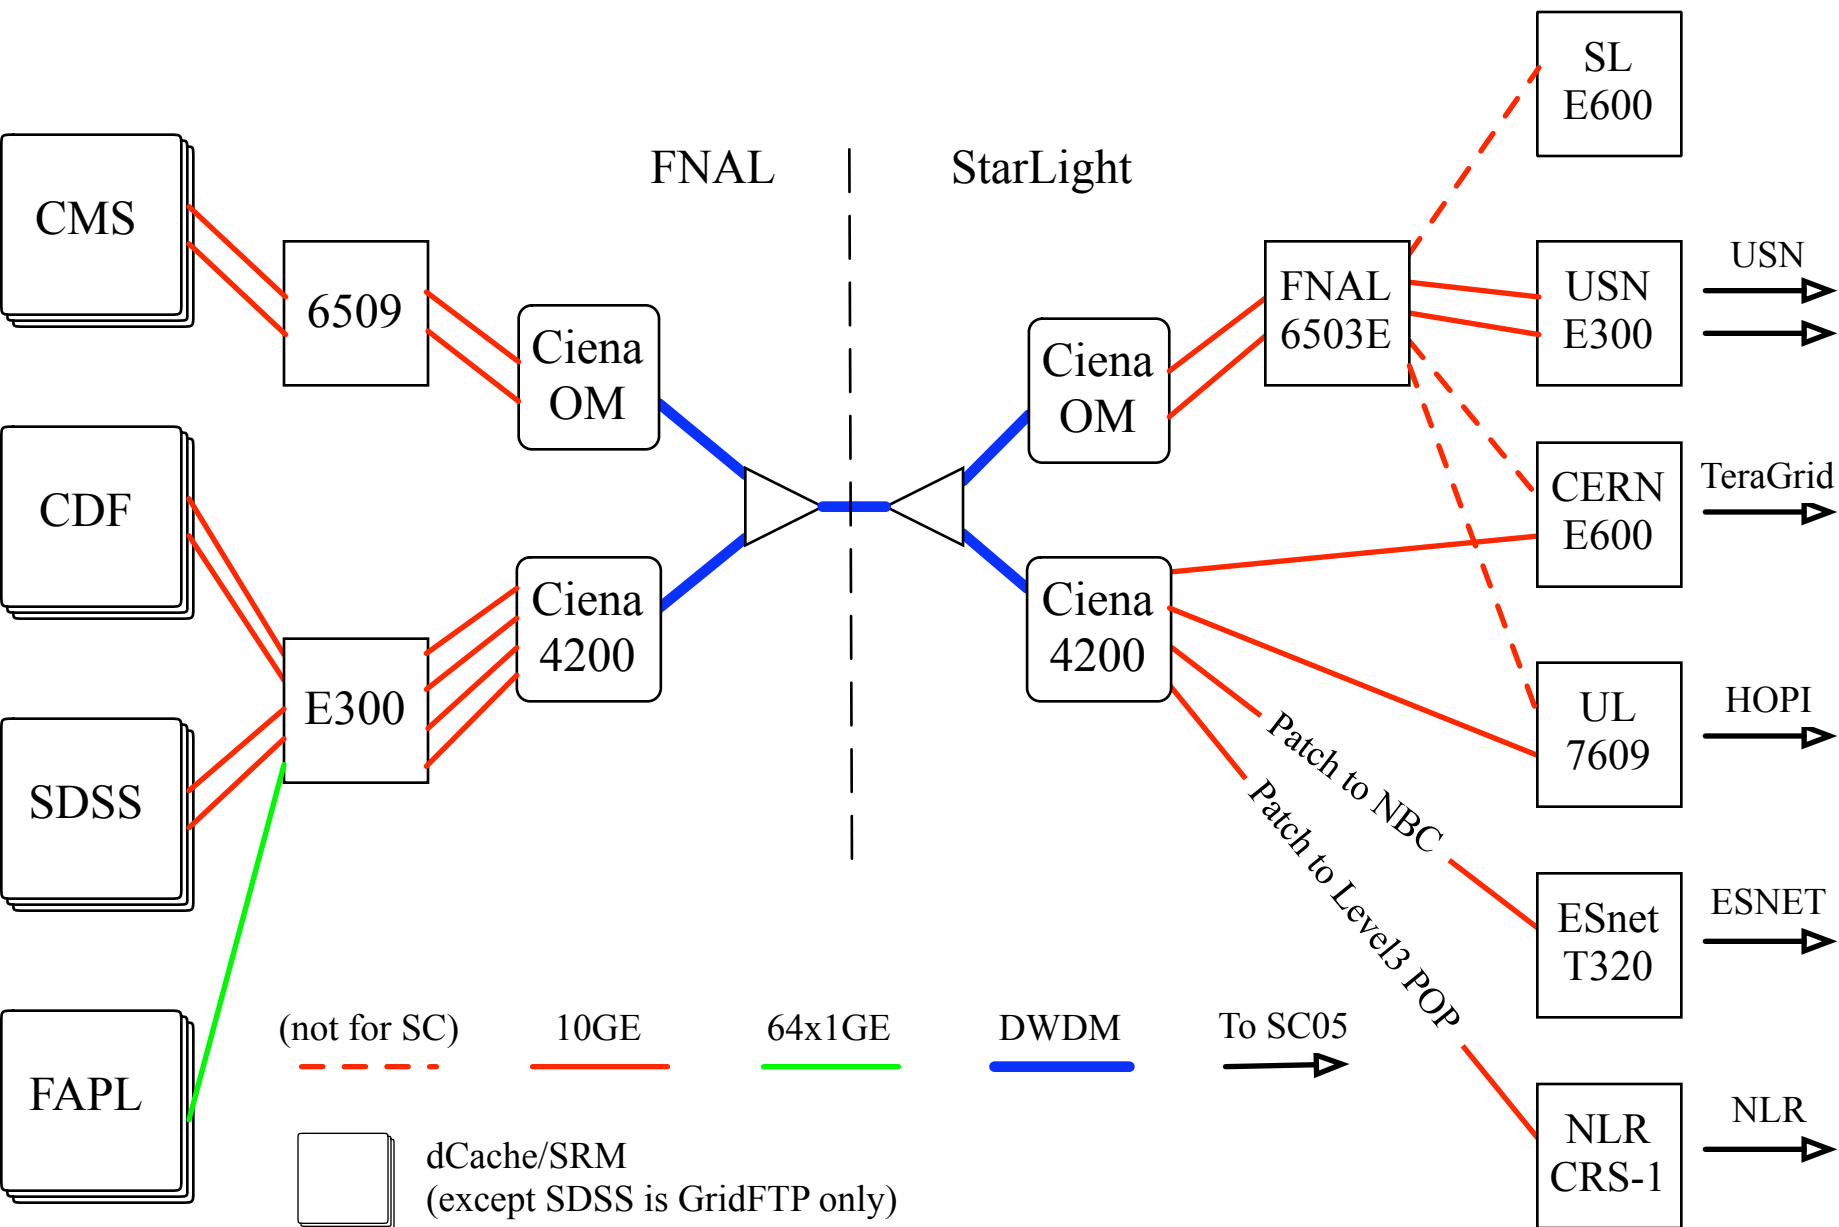 SL
E600
FNAL
StarLight
CMS
6509
Ciena
OM
Ciena
OM
FNAL
6503E
USN
E300
USN
CDF
CERN
E600
TeraGrid
E300
Ciena
4200
Ciena
4200
UL
7609
HOPI
Patch to NBC
Patch to Level3 POP
SDSS
ESnet
T320
ESNET
FAPL
(not for SC)
10GE
64x1GE
DWDM
To SC05
NLR
CRS-1
NLR
dCache/SRM
(except SDSS is GridFTP only)